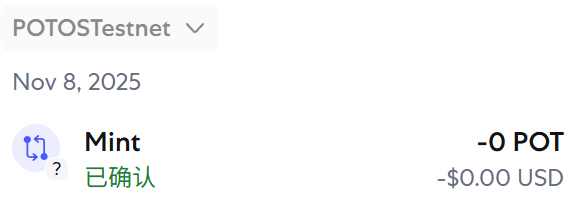 POTOSTestnet
Nov 8, 2025
Mint -0 POT
?
已确认 -$0.00 USD